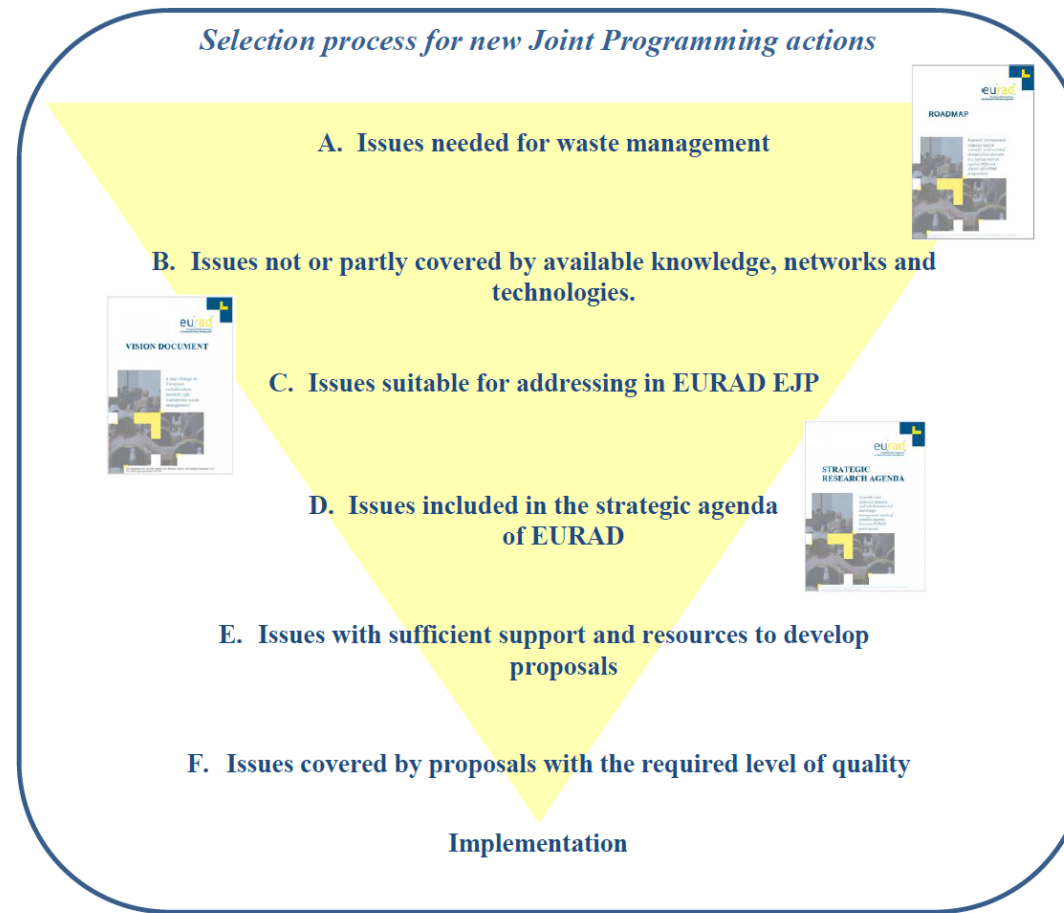 Selection process for new Joint Programming actions
eurad
ROADMAP
A. Issues needed for waste management
B. Issues not or partly covered by available knowledge, networks and
technologies.
eurad
VISION DOCUMENT
C. Issues suitable for addressing in EURAD EJP
eurad
STRATEGIC
RESEARCH AGENDA
D. Issues included in the strategic agenda
of EURAD
E. Issues with sufficient support and resources to develop
proposals
F. Issues covered by proposals with the required level of quality
Implementation